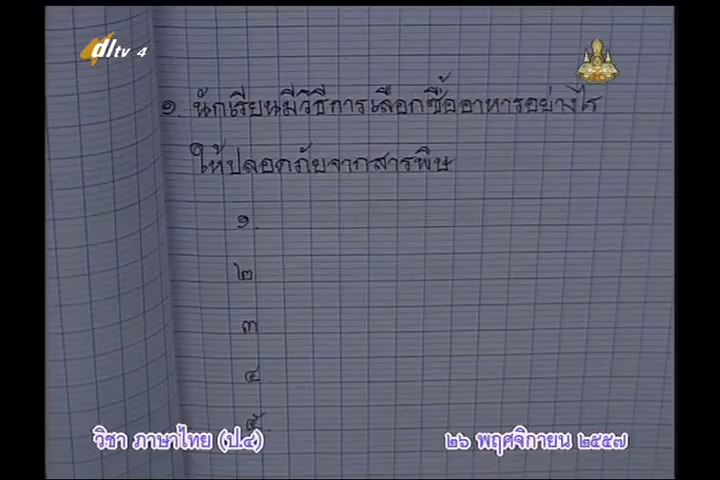 dltv 4
๑. นักเรียนมีวิธีการเลือกซื้ออาหารอย่างไร
ให้ปลอดภัยจากสารพิษ
๑.
๒
๓
๔
๕.
วิชา ภาษาไทย (ป.๔)
๒๖ พฤศจิกายน ๒๕๕๗